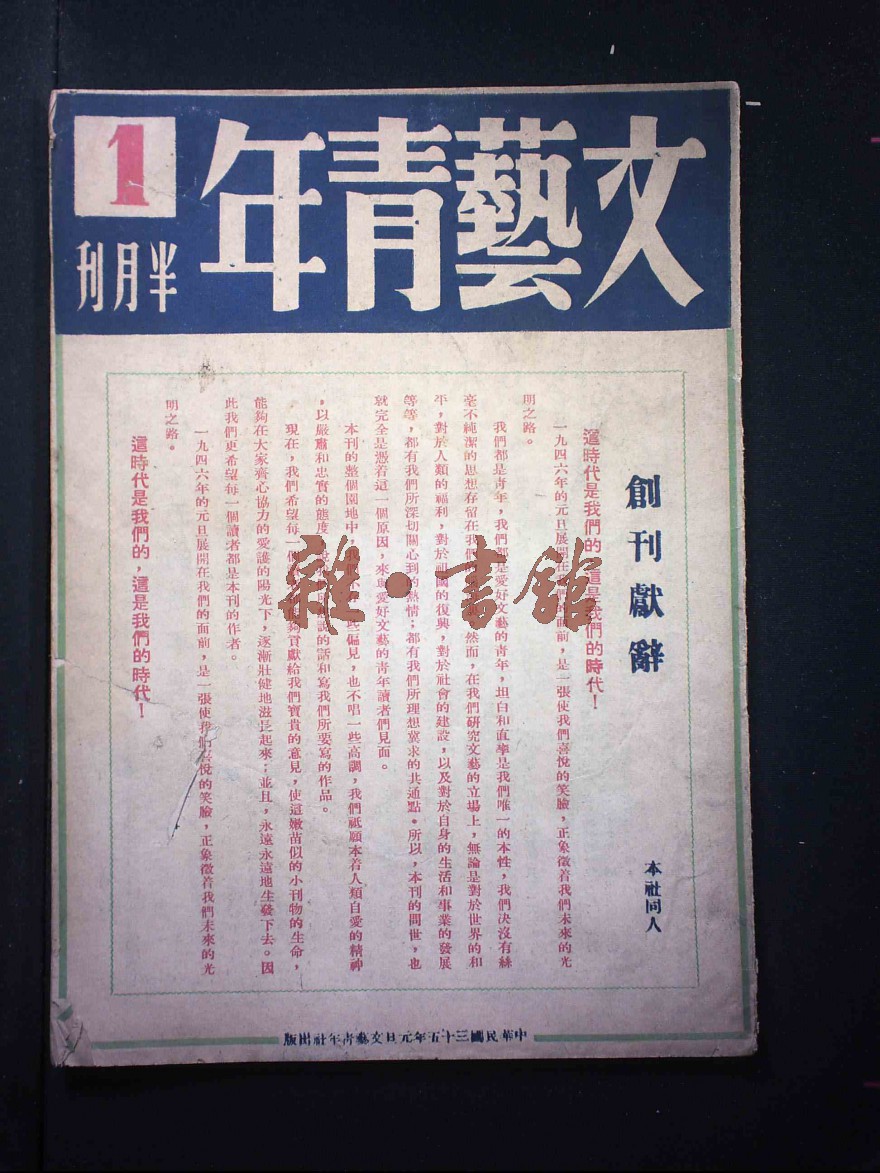 文藝青年
1
半月刊
創刊獻辭
本社同人
這時代是我們的，這是我們的時代！
一九四六年的元旦展開在我們的面前，是一張使我們喜悅的笑臉，正象徵着我們未來的光
明之路。
我們都是青年，我們都是愛好文藝的青年，坦白和直率是我們唯一的本性，我們决沒有絲
毫不純潔的思想存留在我們 然而，在我們研究文藝的立場上，無論是對於世界的和
平，對於人類的福利，對於祖國的復興，對於社會的建設，以及對於自身的生活和事業的發展
等等，都有我們所深切關心到的熱情；都有我們所理想冀求的共通點。所以，本刊的問世，也
就完全是憑着這一個原因，來與愛好文藝的青年讀者們見面。
本刊的整個園地中， 些偏見，也不唱一些高調，我們祗願本着人類自愛的精神
，以嚴肅和忠實的態度， 說的話和寫我們所要寫的作品。
現在，我們希望每一個 貢獻給我們寶貴的意見，使這嫩苗似的小刊物的生命，
能夠在大家齊心協力的愛護的陽光下，逐漸壯健地滋長起來；並且，永遠永遠地生發下去。因
此我們更希望每一個讀者都是本刊的作者。
一九四六年的元旦展開在我們的面前，是一張使我們喜悅的笑臉，正象徵着我們未來的光
明之路。
這時代是我們的，這是我們的時代！
雜·書館
中華民國三十五年元旦文藝青年社出版